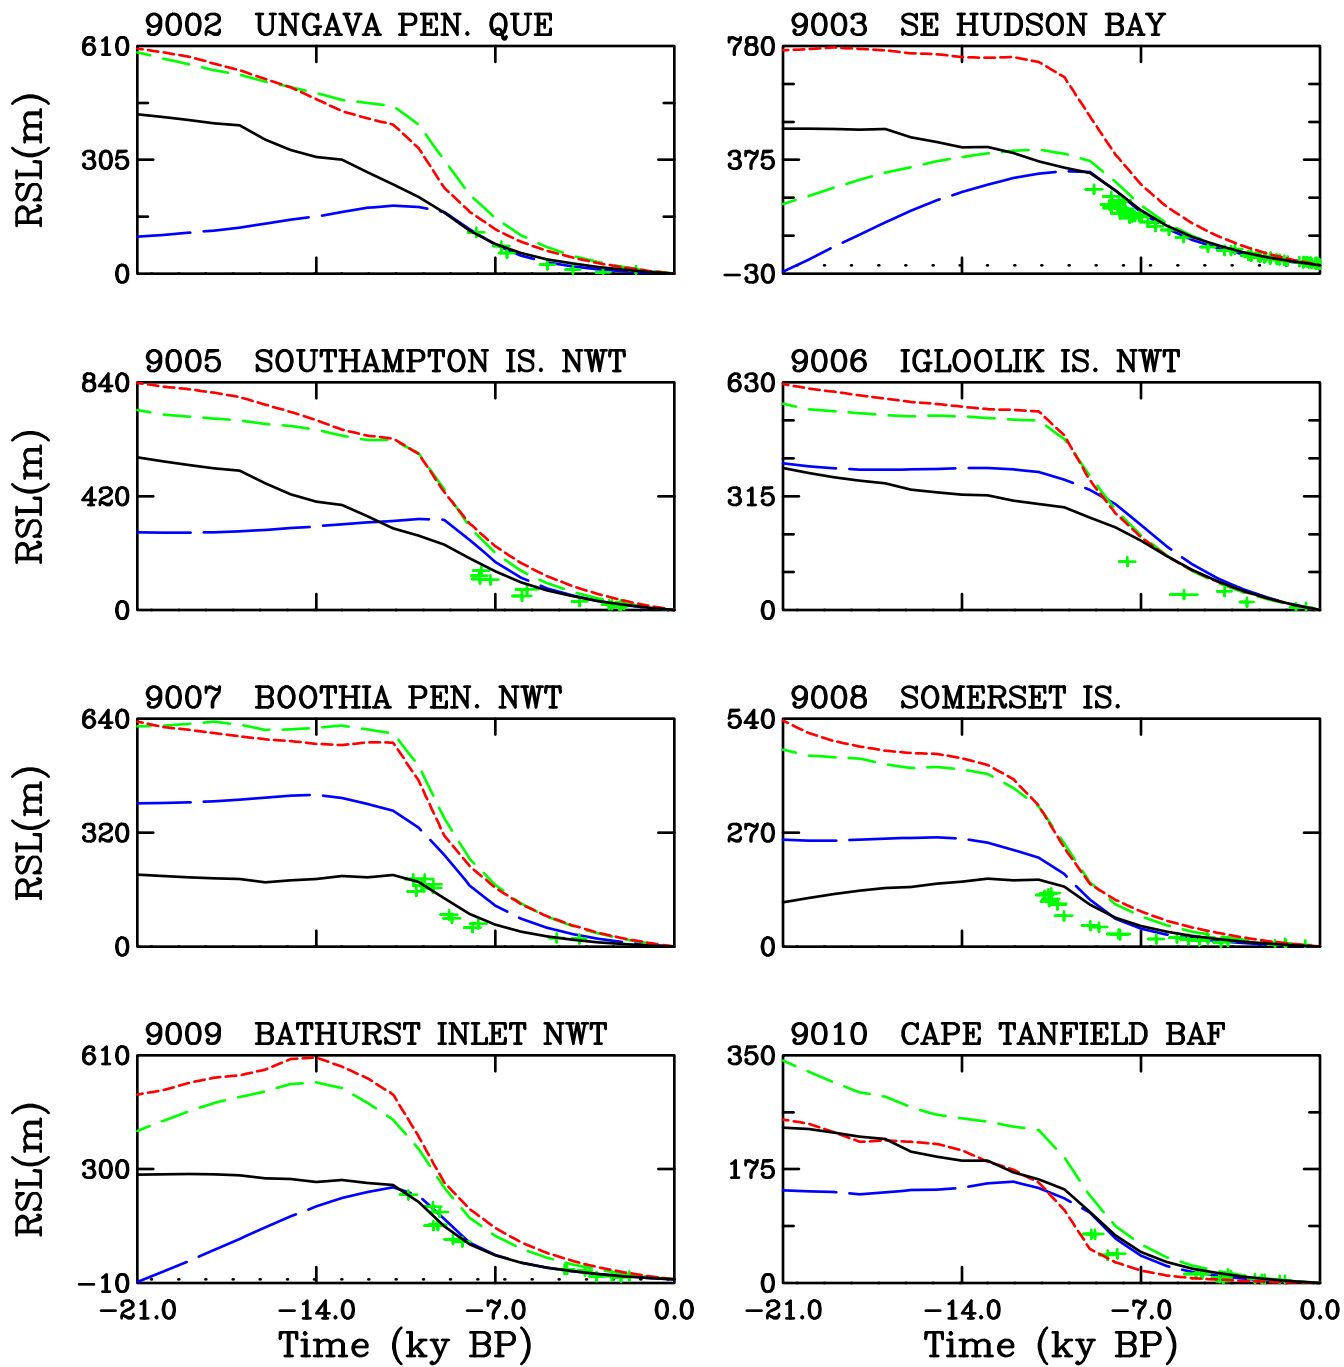 9002 UNGAVA PEN. QUE
610
305
0
RSL(m)
9003 SE HUDSON BAY
780
375
-30
9005 SOUTHAMPTON IS. NWT
840
420
0
RSL(m)
9006 IGLOOLIK IS. NWT
630
315
0
9007 BOOTHIA PEN. NWT
640
320
0
RSL(m)
9008 SOMERSET IS.
540
270
0
9009 BATHURST INLET NWT
610
300
-10
RSL(m)
-21.0 -14.0 -7.0 0.0
Time (ky BP)
9010 CAPE TANFIELD BAF
350
175
0
-21.0 -14.0 -7.0 0.0
Time (ky BP)